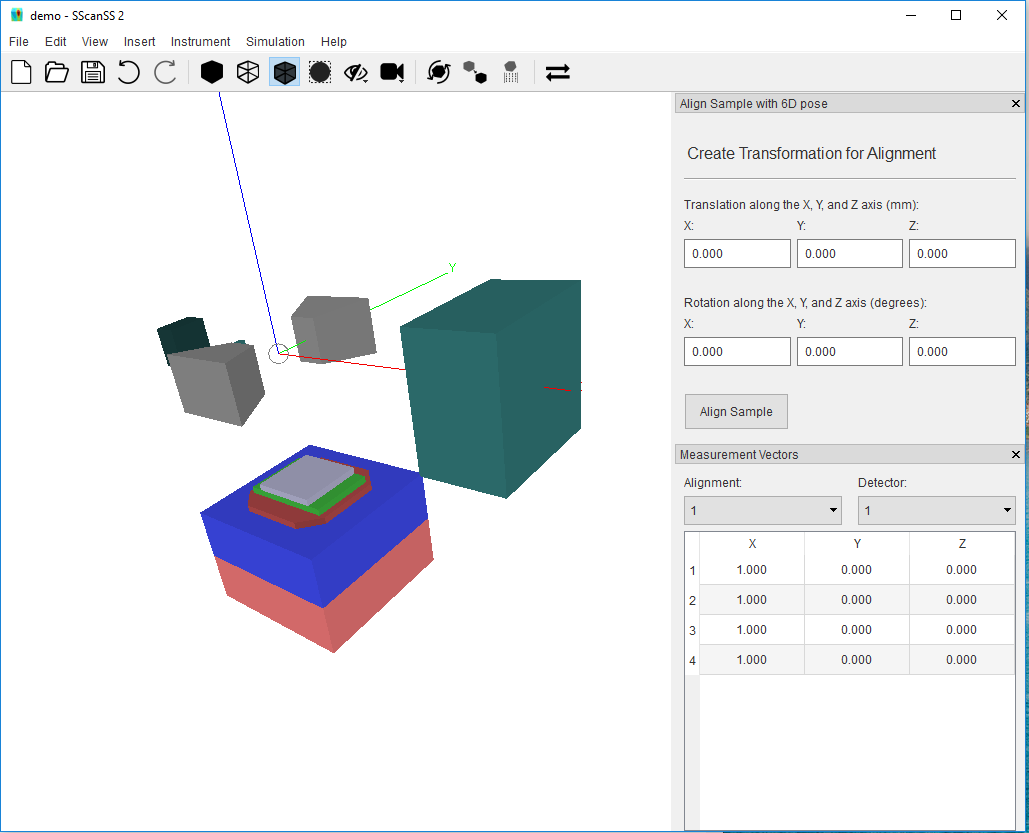 demo - SScanSS 2
File Edit View Insert Instrument Simulation Help
Y
Align Sample with 6D pose
Create Transformation for Alignment
Translation along the X, Y, and Z axis (mm):
X: Y: Z:
0.000 0.000 0.000
Rotation along the X, Y, and Z axis (degrees):
X: Y: Z:
0.000 0.000 0.000
Align Sample
Measurement Vectors
Alignment: Detector:
1 1
X Y Z
1 1.000 0.000 0.000
2 1.000 0.000 0.000
3 1.000 0.000 0.000
4 1.000 0.000 0.000